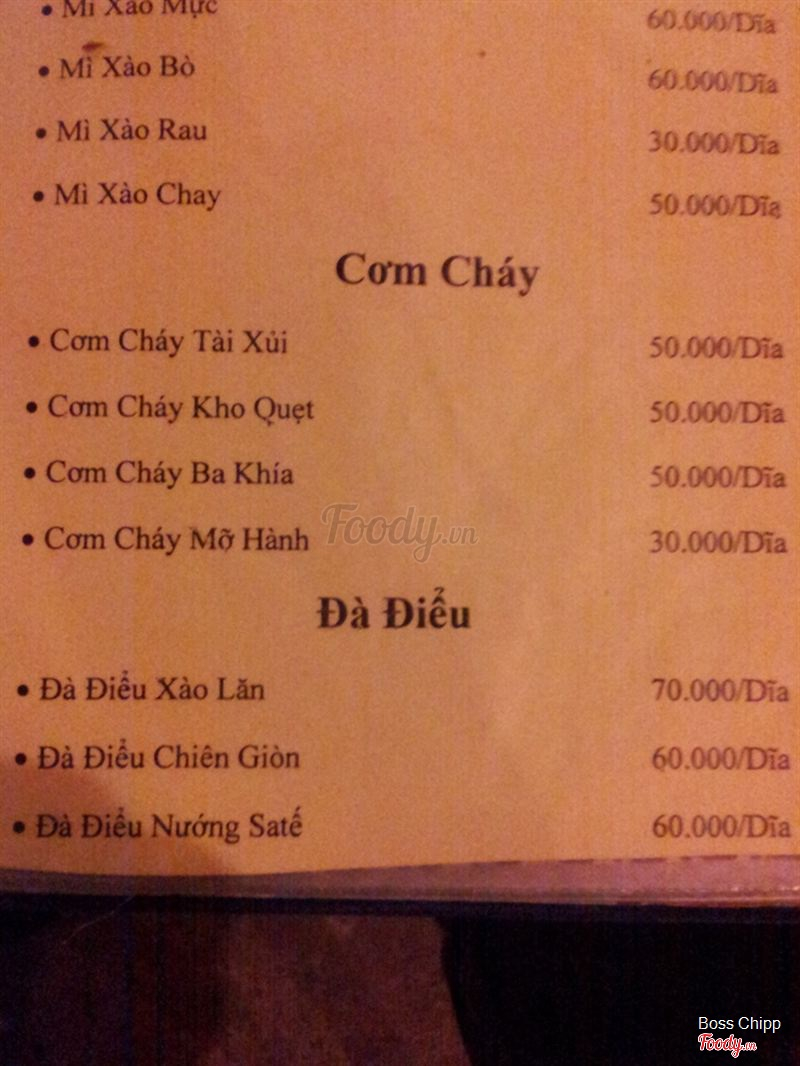 • Mì Xào Mực 60.000/Dĩa
• Mì Xào Bò 60.000/Dĩa
• Mì Xào Rau 30.000/Dĩa
• Mì Xào Chay 50.000/Dĩa
Cơm Cháy
• Cơm Cháy Tài Xủi 50.000/Dĩa
• Cơm Cháy Kho Quẹt 50.000/Dĩa
• Cơm Cháy Ba Khía 50.000/Dĩa
• Cơm Cháy Mỡ Hành 30.000/Dĩa
Foody.vn
Đà Điểu
• Đà Điểu Xào Lăn 70.000/Dĩa
• Đà Điểu Chiên Giòn 60.000/Dĩa
• Đà Điểu Nướng Satế 60.000/Dĩa
Boss Chipp
Foody.vn